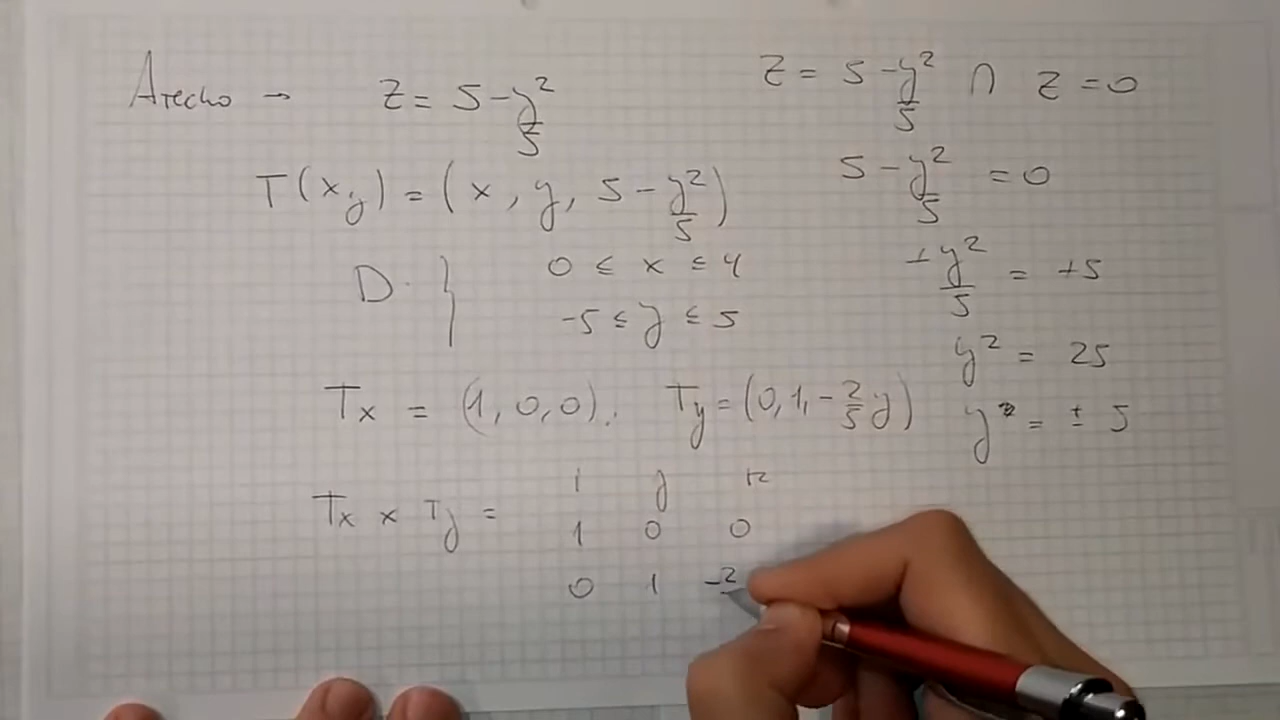 Atecho → z = 5 - y²/5
T(x,y) = (x, y, 5 - y²/5)
D. } 0 ≤ x ≤ 4
-5 ≤ y ≤ 5
Tx = (1, 0, 0). Ty = (0, 1, -2/5 y)
Tx × Ty =
i j k
1 0 0
0 1 -2
z = 5 - y²/5 ∩ z = 0
5 - y²/5 = 0
+y²/5 = +5
y² = 25
y = ± 5